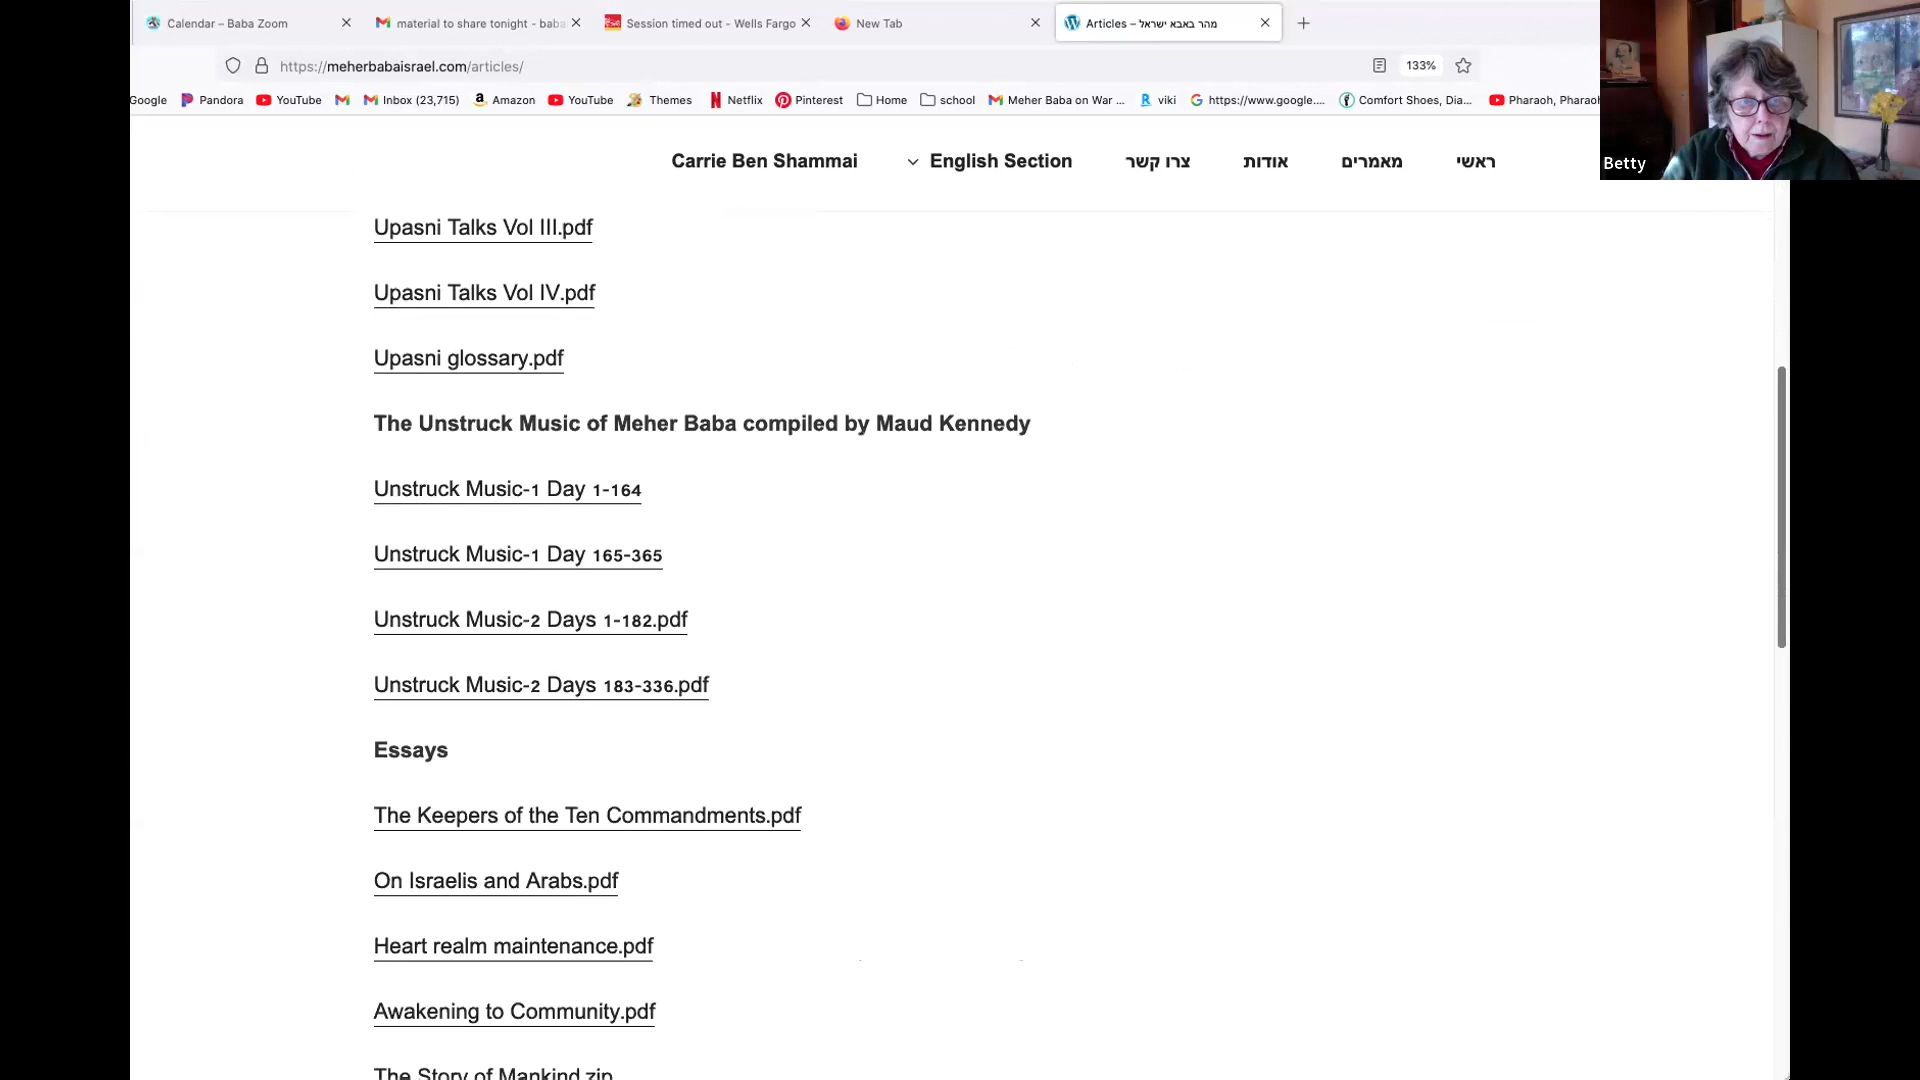 Calendar – Baba Zoom
material to share tonight - baba
Session timed out - Wells Fargo
New Tab
Articles – מהר באבא ישראל
https://meherbabaisrael.com/articles/
133%
Google
Pandora
YouTube
Inbox (23,715)
Amazon
YouTube
Themes
Netflix
Pinterest
Home
school
Meher Baba on War ...
viki
https://www.google....
Comfort Shoes, Dia...
Pharaoh, Pharaoh
Betty
Carrie Ben Shammai
English Section
צרו קשר
אודות
מאמרים
ראשי
Upasni Talks Vol III.pdf
Upasni Talks Vol IV.pdf
Upasni glossary.pdf
The Unstruck Music of Meher Baba compiled by Maud Kennedy
Unstruck Music-1 Day 1-164
Unstruck Music-1 Day 165-365
Unstruck Music-2 Days 1-182.pdf
Unstruck Music-2 Days 183-336.pdf
Essays
The Keepers of the Ten Commandments.pdf
On Israelis and Arabs.pdf
Heart realm maintenance.pdf
Awakening to Community.pdf
The Story of Mankind.zip